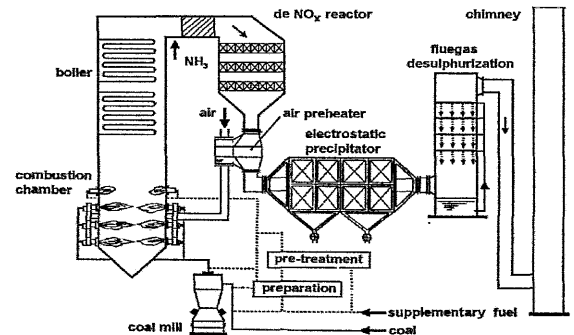 de NOx reactor
chimney
fluegas
desulphurization
boiler
NH3
air
air preheater
electrostatic
precipitator
combustion
chamber
pre-treatment
preparation
supplementary fuel
coal mill
coal